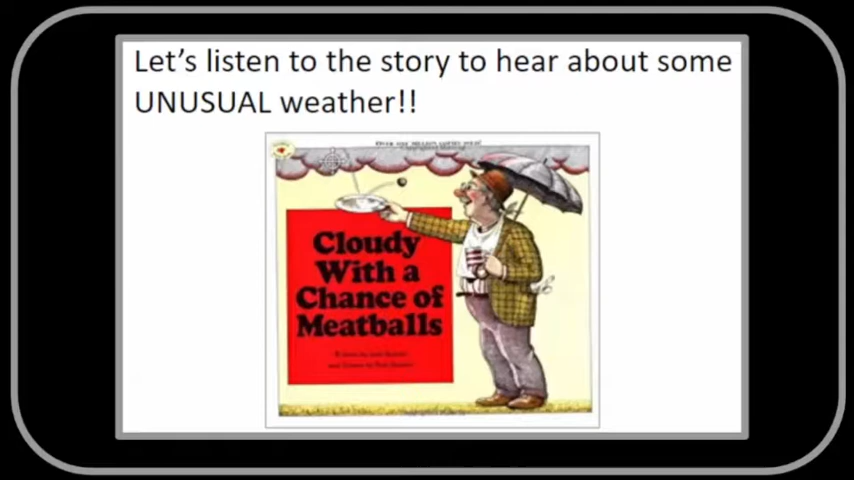 Let's listen to the story to hear about some
UNUSUAL weather!!
Cloudy
With a
Chance of
Meatballs